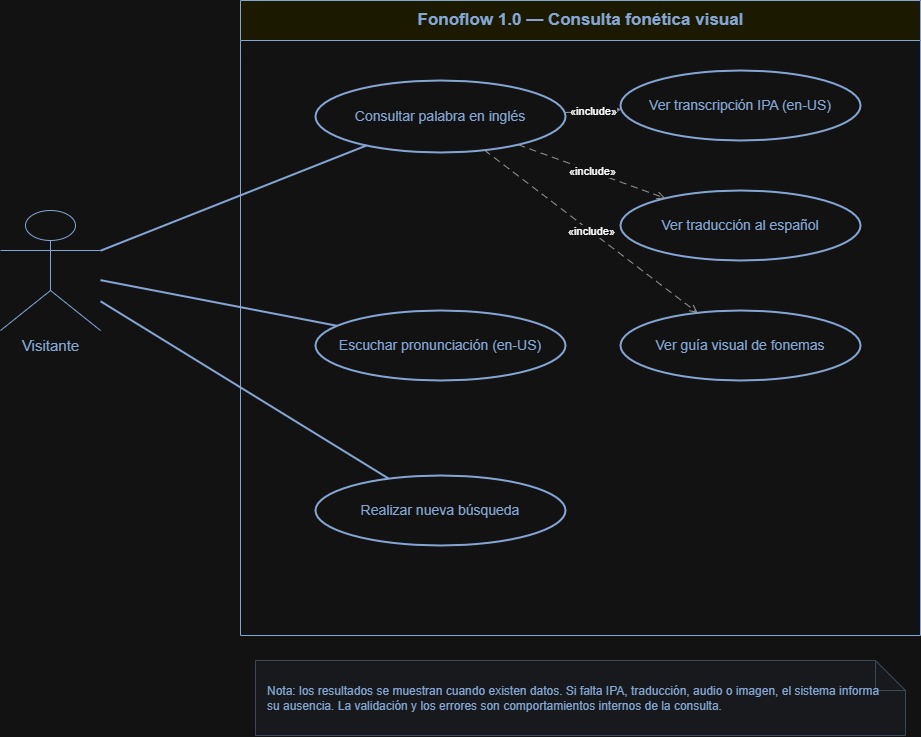 Fonoflow 1.0 — Consulta fonética visual
Consultar palabra en inglés
«include»
Ver transcripción IPA (en-US)
«include»
Ver traducción al español
«include»
Visitante
Escuchar pronunciación (en-US)
Ver guía visual de fonemas
Realizar nueva búsqueda
Nota: los resultados se muestran cuando existen datos. Si falta IPA, traducción, audio o imagen, el sistema informa
su ausencia. La validación y los errores son comportamientos internos de la consulta.